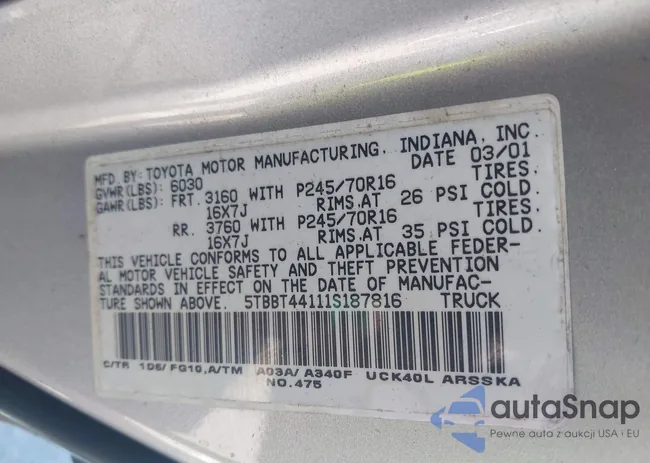 MFD. BY: TOYOTA MOTOR MANUFACTURING, INDIANA, INC.
GVWR(LBS): 6030 DATE 03/01
GAWR(LBS): FRT. 3160 WITH P245/70R16 TIRES.
16X7J RIMS.AT 26 PSI COLD.
RR. 3760 WITH P245/70R16 TIRES.
16X7J RIMS.AT 35 PSI COLD.
THIS VEHICLE CONFORMS TO ALL APPLICABLE FEDER-
AL MOTOR VEHICLE SAFETY AND THEFT PREVENTION
STANDARDS IN EFFECT ON THE DATE OF MANUFAC-
TURE SHOWN ABOVE. 5TBBT44111S187816 TRUCK
C/TR 1D6/FG10,A/TM A03A/A340F UCK40L ARSSKA
NO.475
autaSnap
Pewne auta z aukcji USA i EU